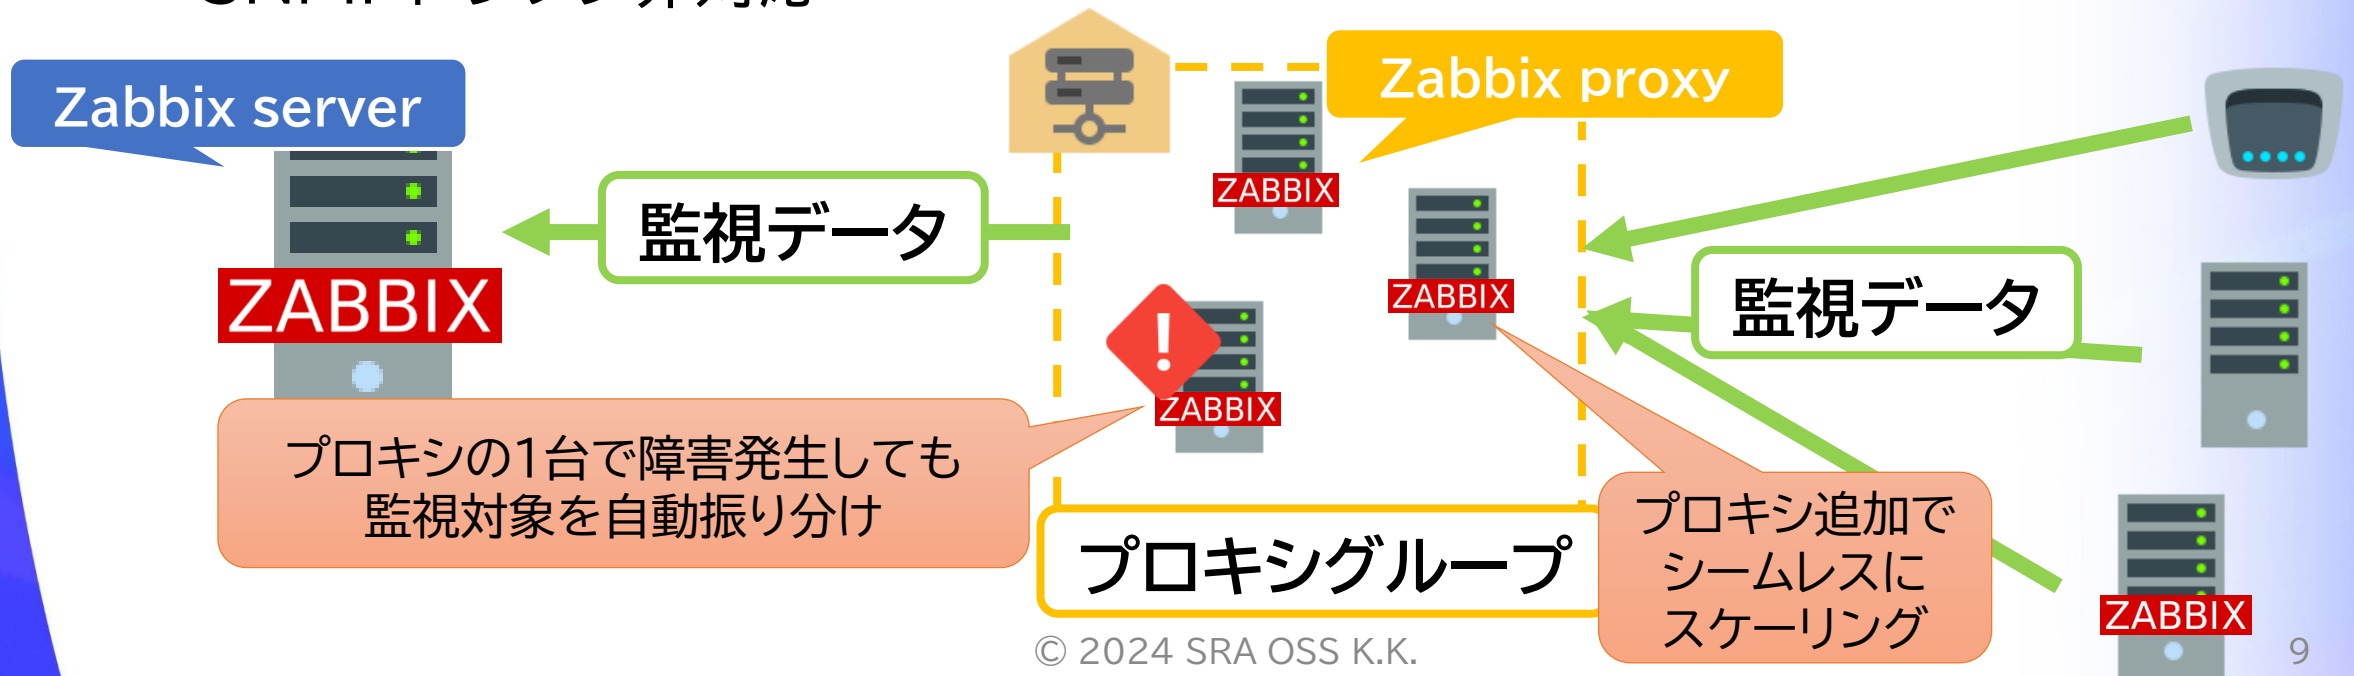 Zabbix server
Zabbix proxy
ZABBIX
監視データ
ZABBIX
ZABBIX
監視データ
ZABBIX
ZABBIX
プロキシの1台で障害発生しても
監視対象を自動振り分け
プロキシグループ
プロキシ追加で
シームレスに
スケーリング
ZABBIX
© 2024 SRA OSS K.K.
9